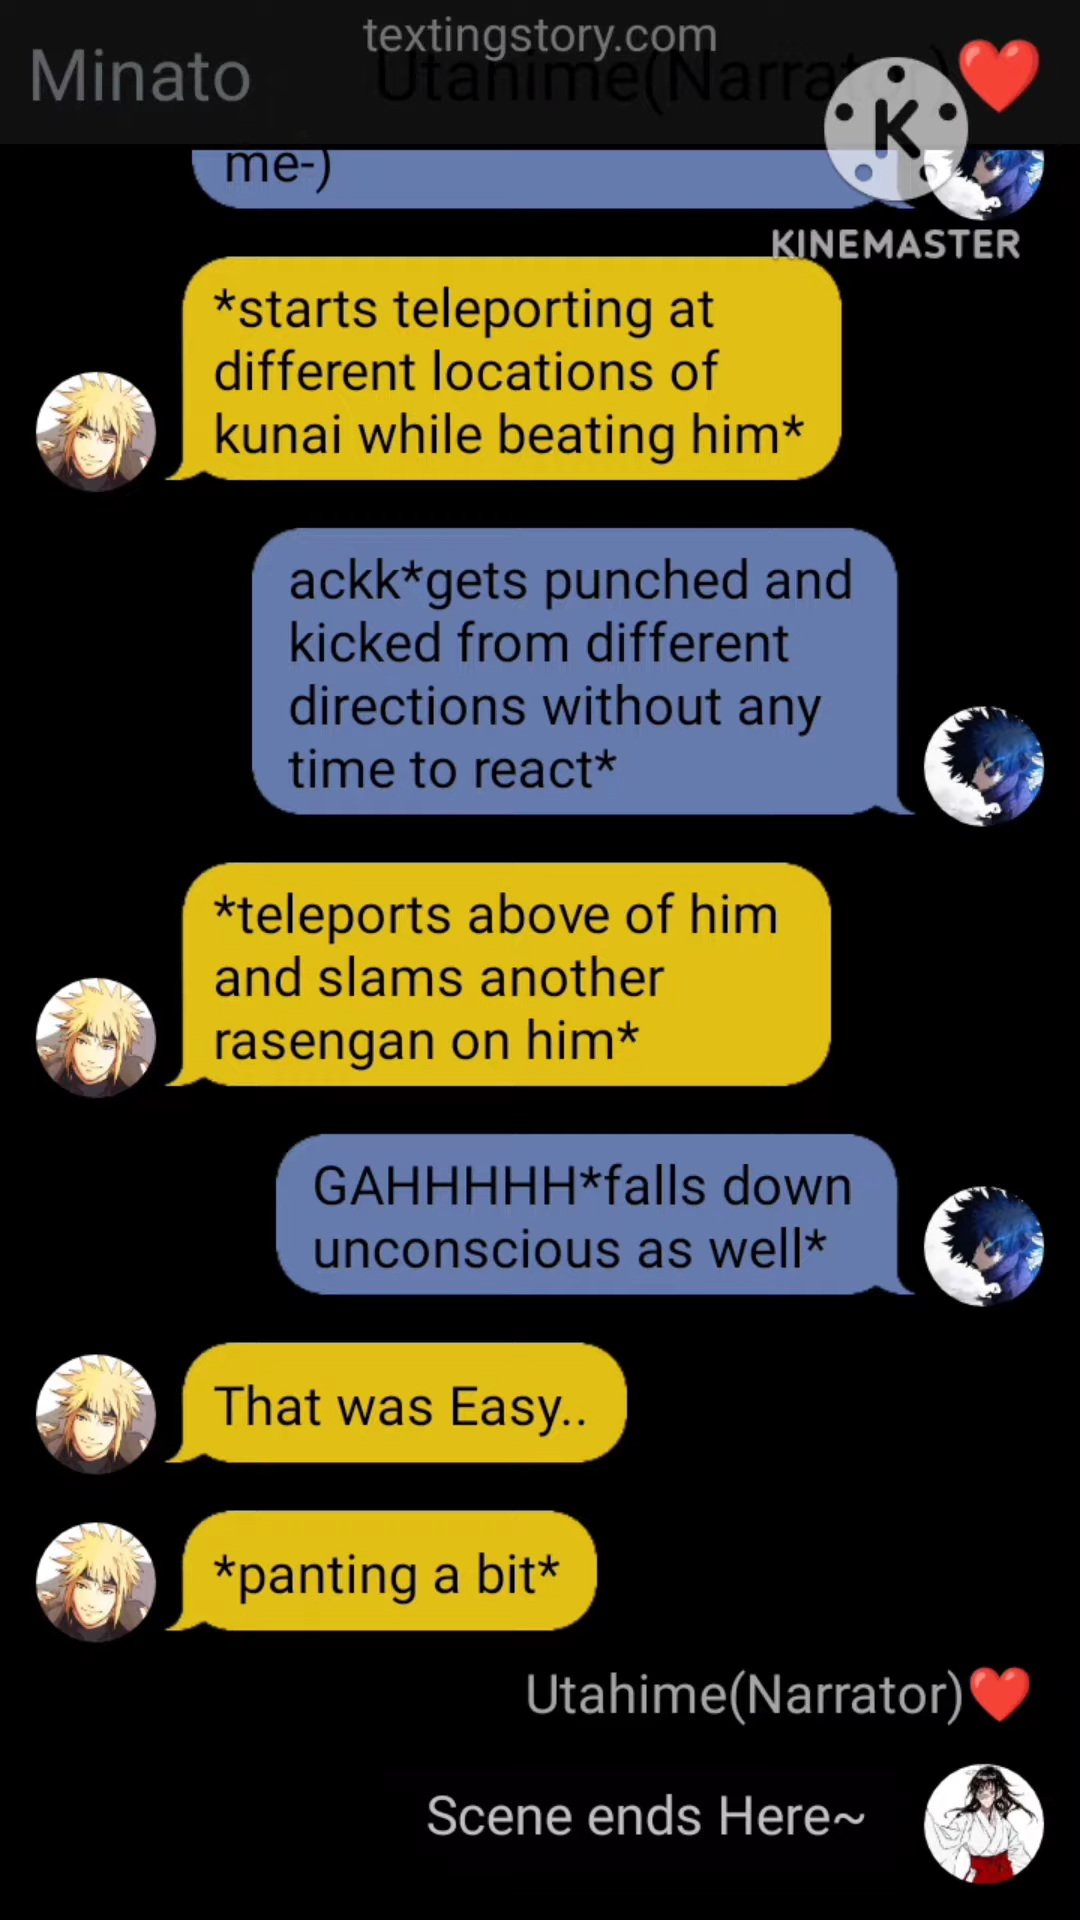 textingstory.com
Minato
Utahime(Narrator)❤️
K
KINEMASTER
me-)
*starts teleporting at
different locations of
kunai while beating him*
ackk*gets punched and
kicked from different
directions without any
time to react*
*teleports above of him
and slams another
rasengan on him*
GAHHHHH*falls down
unconscious as well*
That was Easy..
*panting a bit*
Utahime(Narrator)❤️
Scene ends Here~